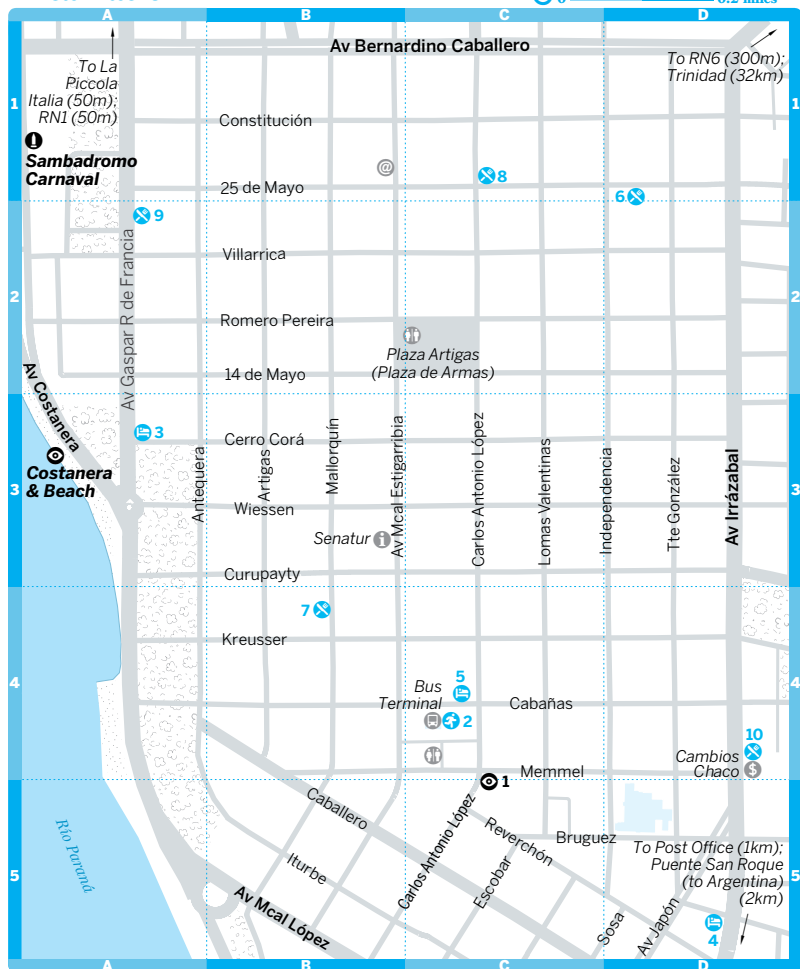 0 0.2 miles
A B C D
Av Bernardino Caballero
To La
Piccola
Italia (50m);
RN1 (50m)
To RN6 (300m);
Trinidad (32km)
1 1
Constitución
Sambadromo
Carnaval
@
8
25 de Mayo
6
9
Villarrica
Av Gaspar R de Francia
2 2
Romero Pereira
Plaza Artigas
(Plaza de Armas)
14 de Mayo
Av Costanera
3
Cerro Corá
Costanera
& Beach
Antequera
Artigas
Mallorquín
Av Mcal Estigarribia
Carlos Antonio López
Lomas Valentinas
Independencia
Tte González
Av Irrázabal
3 3
Wiessen
Senatur
i
Curupayty
7
Kreusser
4 4
5
Bus
Terminal
2
Cabañas
10
Cambios
Chaco
$
Memmel
1
Caballero
Carlos Antonio López
Reverchón
Bruguez
Río Paraná
Iturbe
Escobar
To Post Office (1km);
Puente San Roque
(to Argentina)
(2km)
5 5
Av Mcal López
Sosa
Av Japón
4
A B C D